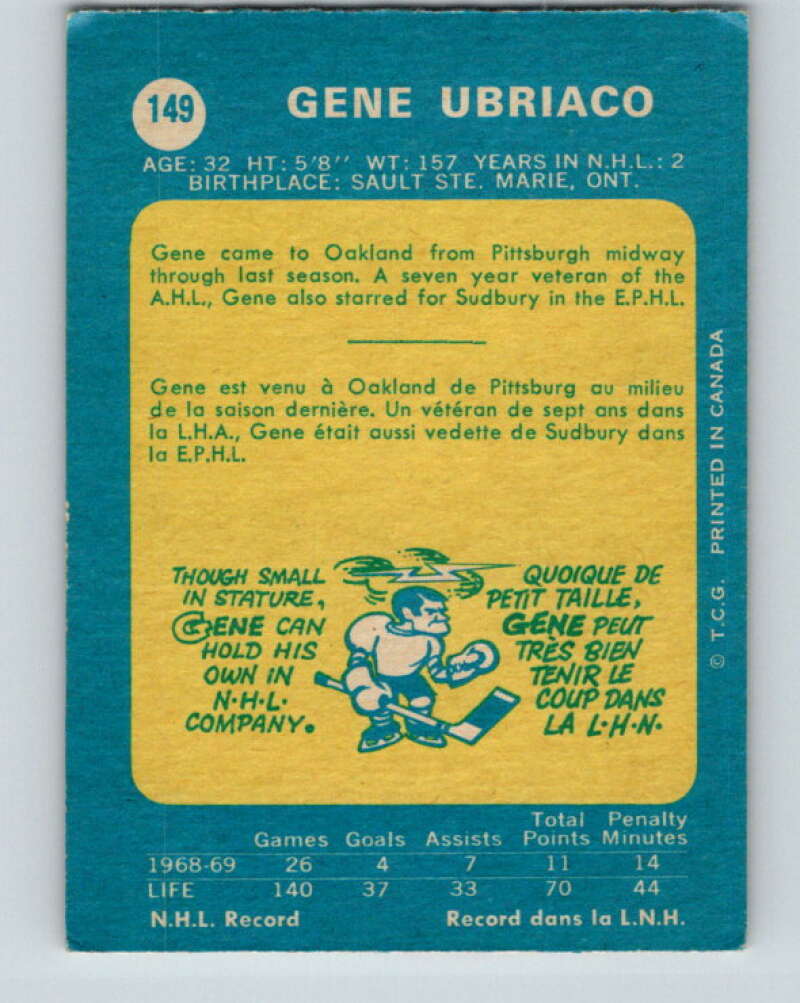 149
GENE UBRIACO
AGE: 32 HT: 5'8'' WT: 157 YEARS IN N.H.L.: 2
BIRTHPLACE: SAULT STE. MARIE, ONT.
Gene came to Oakland from Pittsburgh midway
through last season. A seven year veteran of the
A.H.L., Gene also starred for Sudbury in the E.P.H.L.
Gene est venu à Oakland de Pittsburg au milieu
de la saison dernière. Un vétéran de sept ans dans
la L.H.A., Gene était aussi vedette de Sudbury dans
la E.P.H.L.
THOUGH SMALL
IN STATURE,
GENE CAN
HOLD HIS
OWN IN
N·H·L·
COMPANY.
QUOIQUE DE
PETIT TAILLE,
GENE PEUT
TRÈS BIEN
TENIR LE
COUP DANS
LA L·H·N·
© T.C.G. PRINTED IN CANADA
Games Goals Assists Total Points Penalty Minutes
1968-69 26 4 7 11 14
LIFE 140 37 33 70 44
N.H.L. Record Record dans la L.N.H.